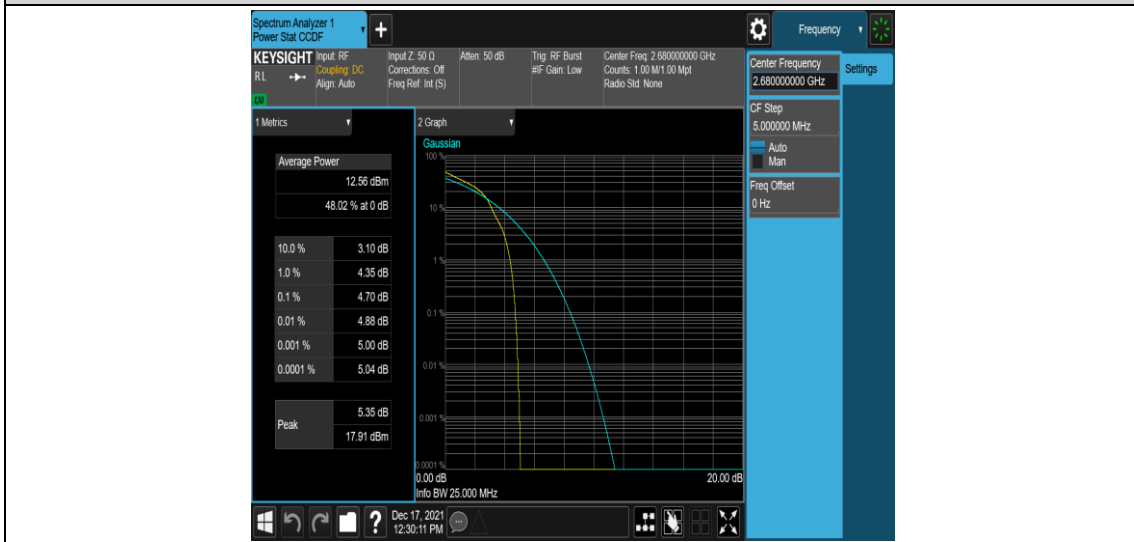 Spectrum Analyzer 1
Power Stat CCDF
+
Frequency
KEYSIGHT
Input: RF
Coupling: DC
Align: Auto
RL
LXI
Input Z: 50 Ω
Corrections: Off
Freq Ref: Int (S)
Atten: 50 dB
Trig: RF Burst
#IF Gain: Low
Center Freq: 2.680000000 GHz
Counts: 1.00 M/1.00 Mpt
Radio Std: None
Center Frequency
2.680000000 GHz
Settings
CF Step
5.000000 MHz
Auto
Man
Freq Offset
0 Hz
1 Metrics
Average Power
12.56 dBm
48.02 % at 0 dB
10.0 % 3.10 dB
1.0 % 4.35 dB
0.1 % 4.70 dB
0.01 % 4.88 dB
0.001 % 5.00 dB
0.0001 % 5.04 dB
Peak 5.35 dB
17.91 dBm
2 Graph
Gaussian
100 %
10 %
1 %
0.1 %
0.01 %
0.001 %
0.0001 %
0.00 dB 20.00 dB
Info BW 25.000 MHz
?
Dec 17, 2021
12:30:11 PM